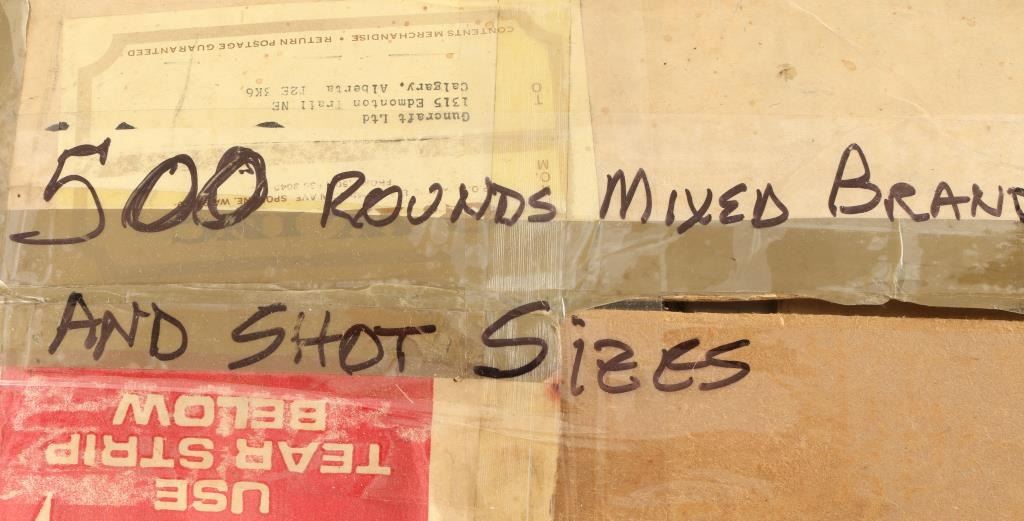 500 ROUNDS MIXED BRAND
AND SHOT SIZES
CONTENTS MERCHANDISE • RETURN POSTAGE GUARANTEED
TO
Guncraft Ltd
1315 Edmonton Trail NE
Calgary, Alberta T2E 3K6
USE
TEAR STRIP
BELOW